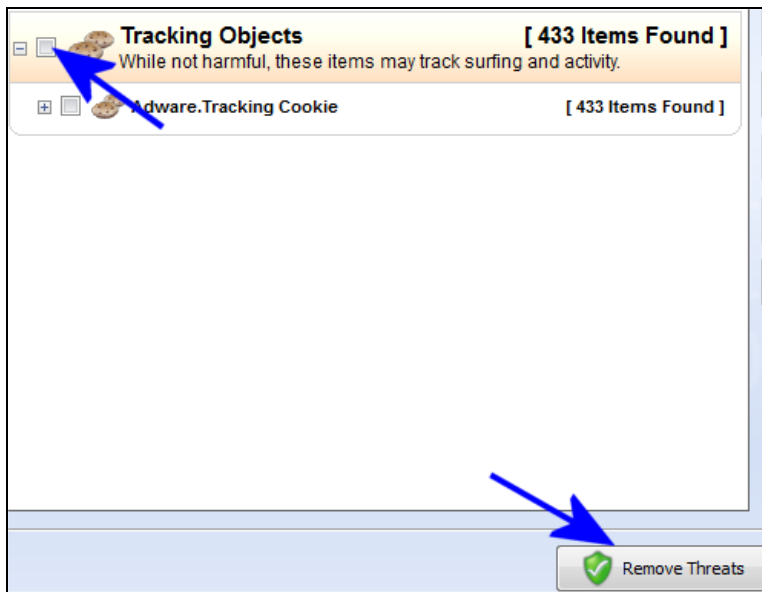 Tracking Objects [ 433 Items Found ]
While not harmful, these items may track surfing and activity.
Adware.Tracking Cookie [ 433 Items Found ]
Remove Threats